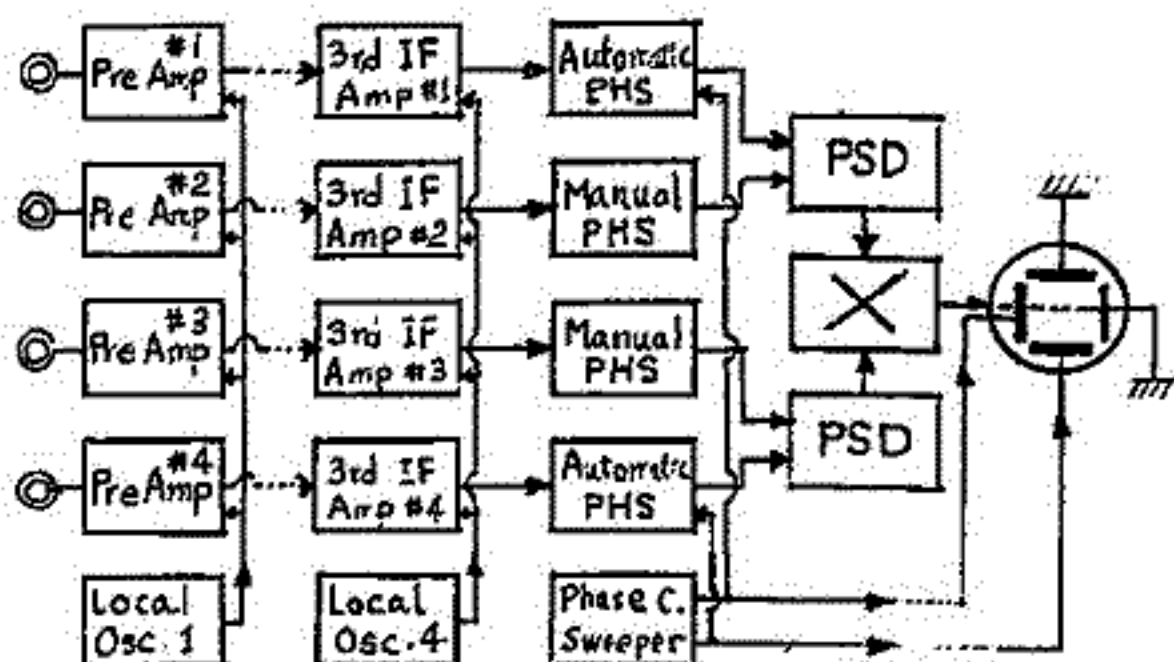 #1
Pre Amp
3rd IF
Amp #1
Automatic
PHS
PSD
#2
Pre Amp
3rd IF
Amp #2
Manual
PHS
#3
Pre Amp
3rd IF
Amp #3
Manual
PHS
PSD
#4
Pre Amp
3rd IF
Amp #4
Automatic
PHS
Local
Osc. 1
Local
Osc. 4
Phase C.
Sweeper